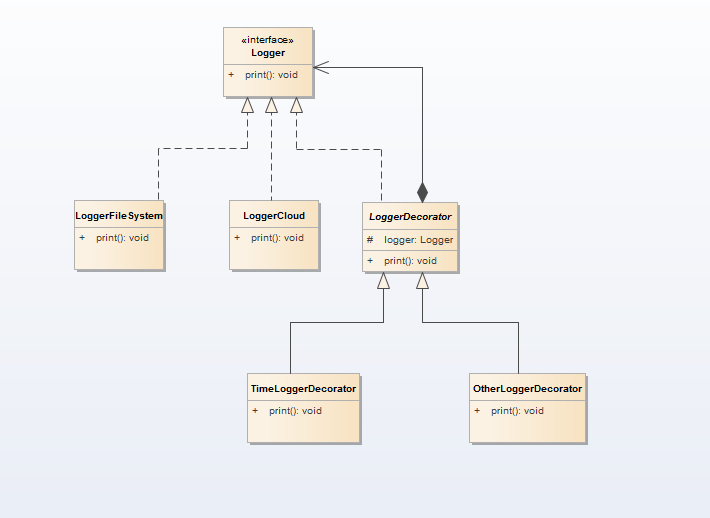 «interface»
Logger
+ print(): void
LoggerFileSystem
+ print(): void
LoggerCloud
+ print(): void
LoggerDecorator
# logger: Logger
+ print(): void
TimeLoggerDecorator
+ print(): void
OtherLoggerDecorator
+ print(): void